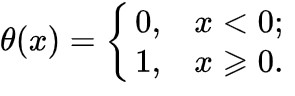 θ(x) = { 0, x < 0;
1, x ⩾ 0.